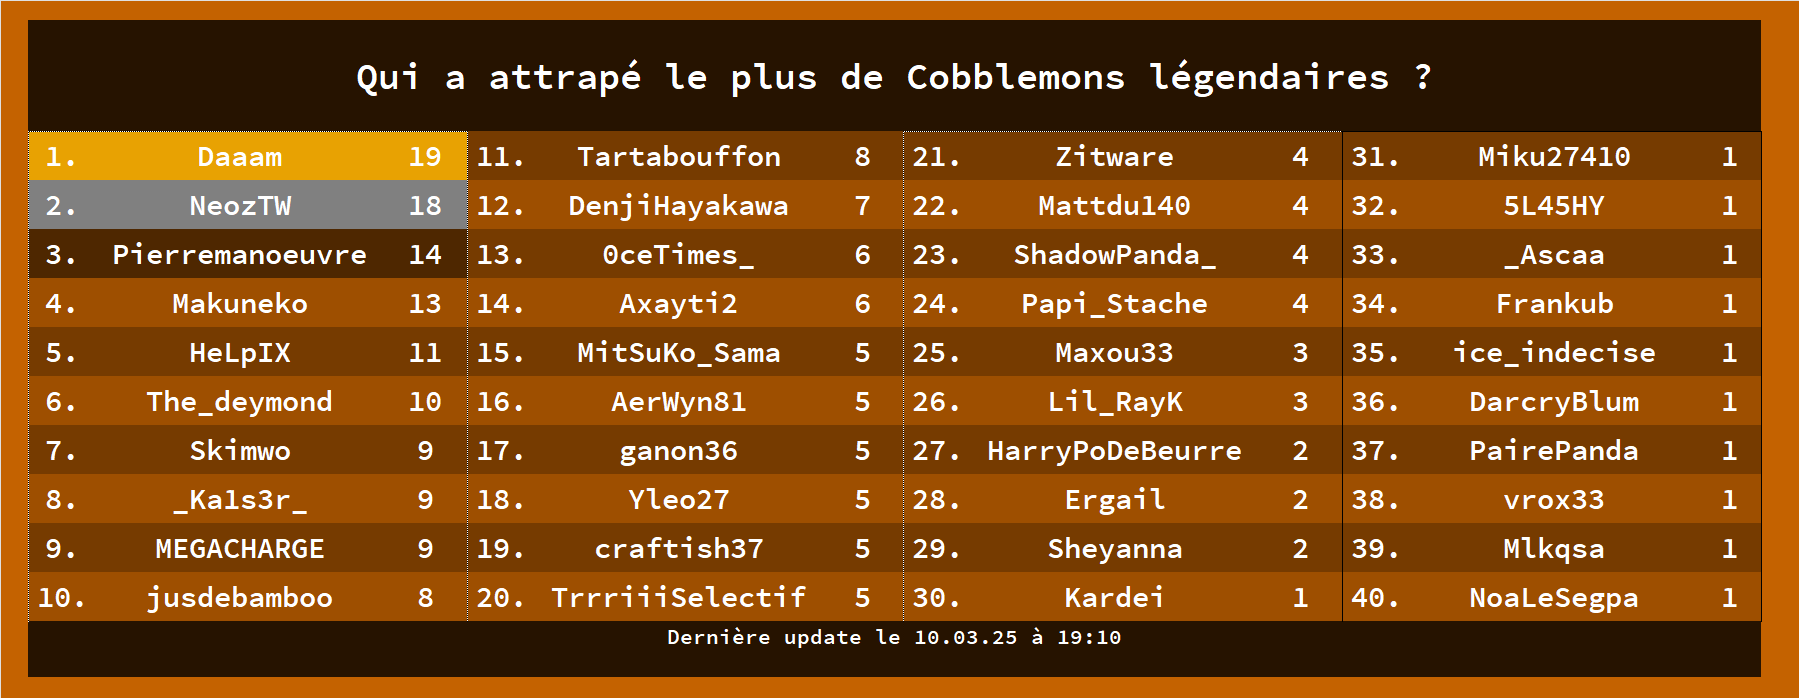 Qui a attrapé le plus de Cobblemons légendaires ?
1. Daaam 19
2. NeozTW 18
3. Pierremanoeuvre 14
4. Makuneko 13
5. HeLpIX 11
6. The_deymond 10
7. Skimwo 9
8. _Ka1s3r_ 9
9. MEGACHARGE 9
10. jusdebamboo 8
11. Tartabouffon 8
12. DenjiHayakawa 7
13. 0ceTimes_ 6
14. Axayti2 6
15. MitSuKo_Sama 5
16. AerWyn81 5
17. ganon36 5
18. Yleo27 5
19. craftish37 5
20. TrrriiiSelectif 5
21. Zitware 4
22. Mattdu140 4
23. ShadowPanda_ 4
24. Papi_Stache 4
25. Maxou33 3
26. Lil_RayK 3
27. HarryPoDeBeurre 2
28. Ergail 2
29. Sheyanna 2
30. Kardei 1
31. Miku27410 1
32. 5L45HY 1
33. _Ascaa 1
34. Frankub 1
35. ice_indecise 1
36. DarcryBlum 1
37. PairePanda 1
38. vrox33 1
39. Mlkqsa 1
40. NoaLeSegpa 1
Dernière update le 10.03.25 à 19:10